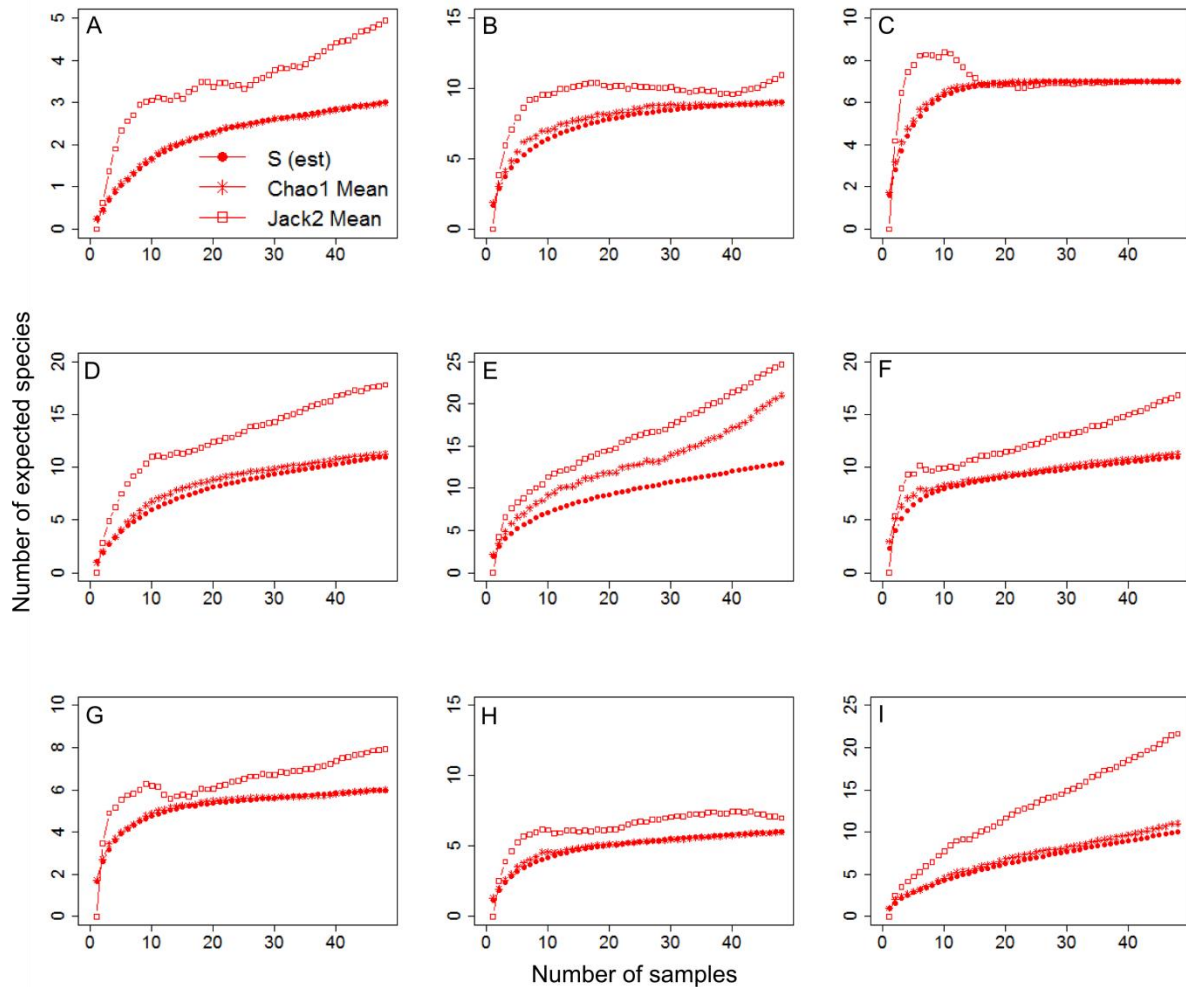 A
5
4
3
2
1
0
S (est)
Chao1 Mean
Jack2 Mean
0 10 20 30 40
B
15
10
5
0
0 10 20 30 40
C
10
8
6
4
2
0
0 10 20 30 40
Number of expected species
D
20
15
10
5
0
0 10 20 30 40
E
25
20
15
10
5
0
0 10 20 30 40
F
20
15
10
5
0
0 10 20 30 40
G
10
8
6
4
2
0
0 10 20 30 40
H
15
10
5
0
0 10 20 30 40
I
25
20
15
10
5
0
0 10 20 30 40
Number of samples